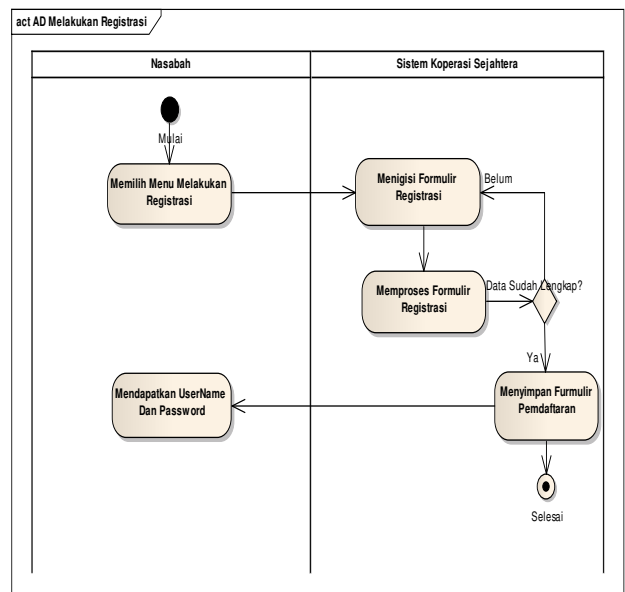 act AD Melakukan Registrasi
Nasabah
Sistem Koperasi Sejahtera
Mulai
Memilih Menu Melakukan
Registrasi
Menigisi Formulir
Registrasi
Belum
Memproses Formulir
Registrasi
Data Sudah Lengkap?
Ya
Mendapatkan UserName
Dan Password
Menyimpan Furmulir
Pemdaftaran
Selesai